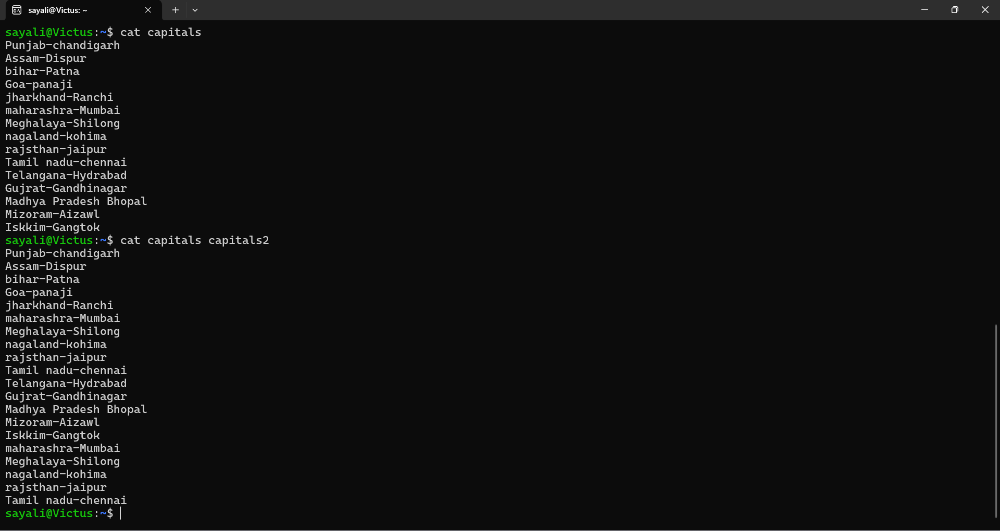 sayali@Victus: ~
sayali@Victus:~$ cat capitals
Punjab-chandigarh
Assam-Dispur
bihar-Patna
Goa-panaji
jharkhand-Ranchi
maharashra-Mumbai
Meghalaya-Shilong
nagaland-kohima
rajsthan-jaipur
Tamil nadu-chennai
Telangana-Hydrabad
Gujrat-Gandhinagar
Madhya Pradesh Bhopal
Mizoram-Aizawl
Iskkim-Gangtok
sayali@Victus:~$ cat capitals capitals2
Punjab-chandigarh
Assam-Dispur
bihar-Patna
Goa-panaji
jharkhand-Ranchi
maharashra-Mumbai
Meghalaya-Shilong
nagaland-kohima
rajsthan-jaipur
Tamil nadu-chennai
Telangana-Hydrabad
Gujrat-Gandhinagar
Madhya Pradesh Bhopal
Mizoram-Aizawl
Iskkim-Gangtok
maharashra-Mumbai
Meghalaya-Shilong
nagaland-kohima
rajsthan-jaipur
Tamil nadu-chennai
sayali@Victus:~$